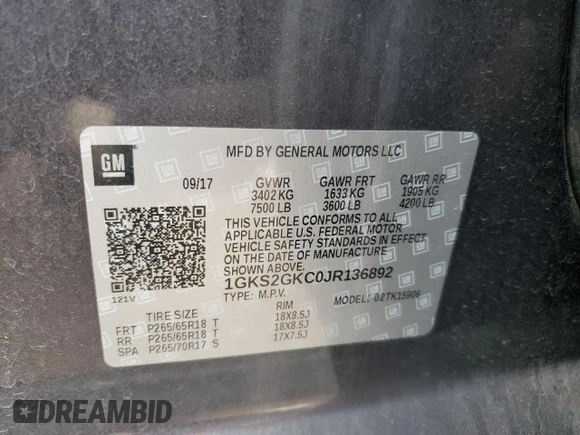 GM
MFD BY GENERAL MOTORS LLC
09/17 GVWR GAWR FRT GAWR RR
3402 KG 1633 KG 1905 KG
7500 LB 3600 LB 4200 LB
THIS VEHICLE CONFORMS TO ALL
APPLICABLE U.S. FEDERAL MOTOR
VEHICLE SAFETY STANDARDS IN EFFECT
ON THE DATE OF MANUFACTURE SHOWN
ABOVE.
1GKS2GKC0JR136892
121V
TYPE: M.P.V. MODEL: 02TK15906
TIRE SIZE RIM
FRT P265/65R18 T 18X8.5J
RR P265/65R18 T 18X8.5J
SPA P265/70R17 S 17X7.5J
DREAMBID